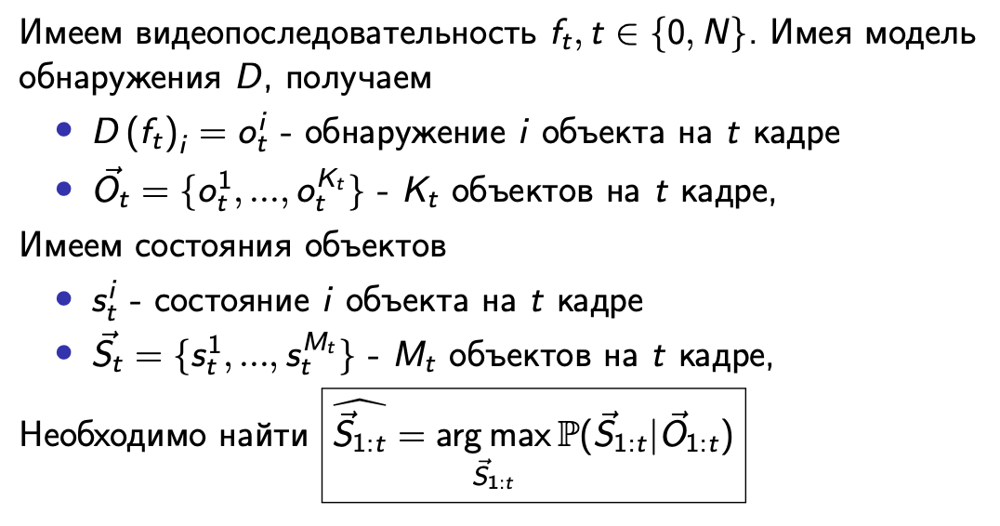 Имеем видеопоследовательность $f_t, t \in \{0, N\}$. Имея модель
обнаружения $D$, получаем
• $D(f_t)_i = o_t^i$ - обнаружение $i$ объекта на $t$ кадре
• $\vec{O}_t = \{o_t^1, ..., o_t^{K_t}\}$ - $K_t$ объектов на $t$ кадре,
Имеем состояния объектов
• $s_t^i$ - состояние $i$ объекта на $t$ кадре
• $\vec{S}_t = \{s_t^1, ..., s_t^{M_t}\}$ - $M_t$ объектов на $t$ кадре,
Необходимо найти $\widehat{\vec{S}_{1:t}} = \underset{\vec{S}_{1:t}}{\arg\max}\, \mathbb{P}(\vec{S}_{1:t}|\vec{O}_{1:t})$